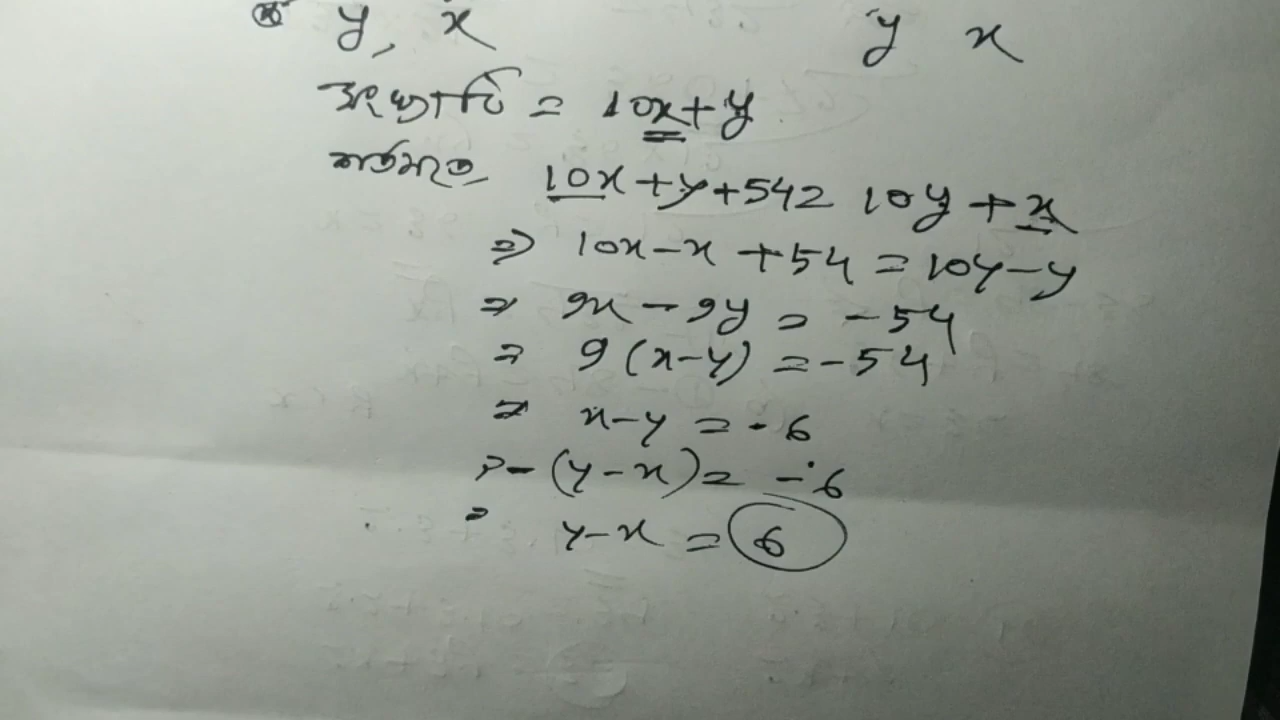 y, x y x
সংখ্যাটি = 10x+y
শর্তমতে, 10x+y+54= 10y+x
⇒ 10x-x+54=10y-y
⇒ 9x-9y=-54
⇒ 9(x-y)=-54
⇒ x-y=-6
⇒-(y-x)=-6
⇒ y-x=6